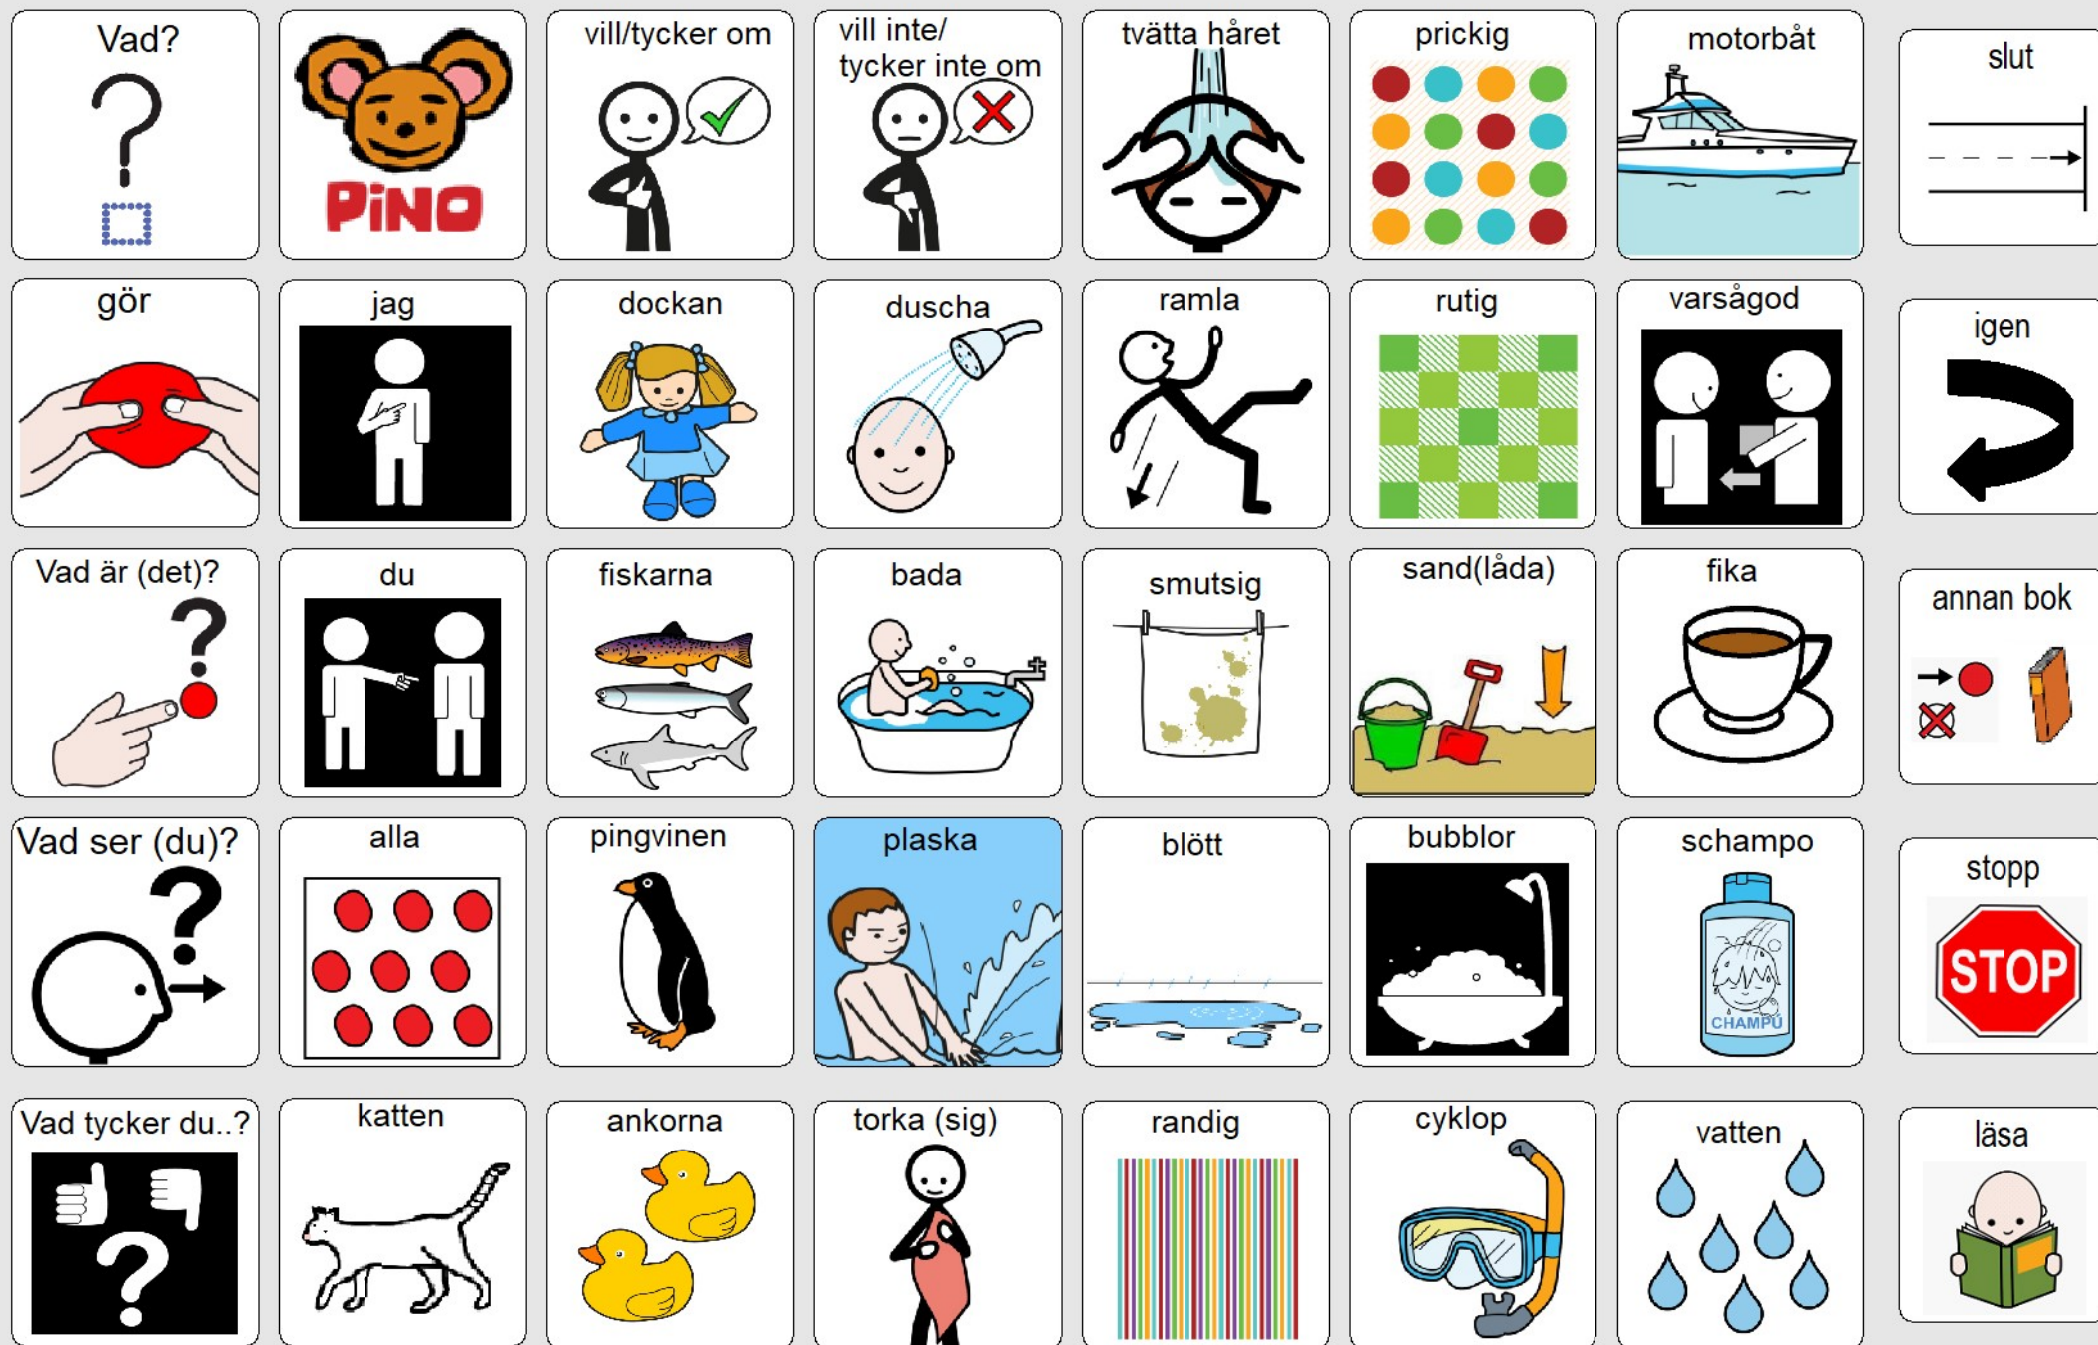 Vad?
PiNO
vill/tycker om
vill inte/
tycker inte om
tvätta håret
prickig
motorbåt
slut
gör
jag
dockan
duscha
ramla
rutig
varsågod
igen
Vad är (det)?
du
fiskarna
bada
smutsig
sand(låda)
fika
annan bok
Vad ser (du)?
alla
pingvinen
plaska
blött
bubblor
schampo
CHAMPÚ
stopp
STOP
Vad tycker du..?
katten
ankorna
torka (sig)
randig
cyklop
vatten
läsa